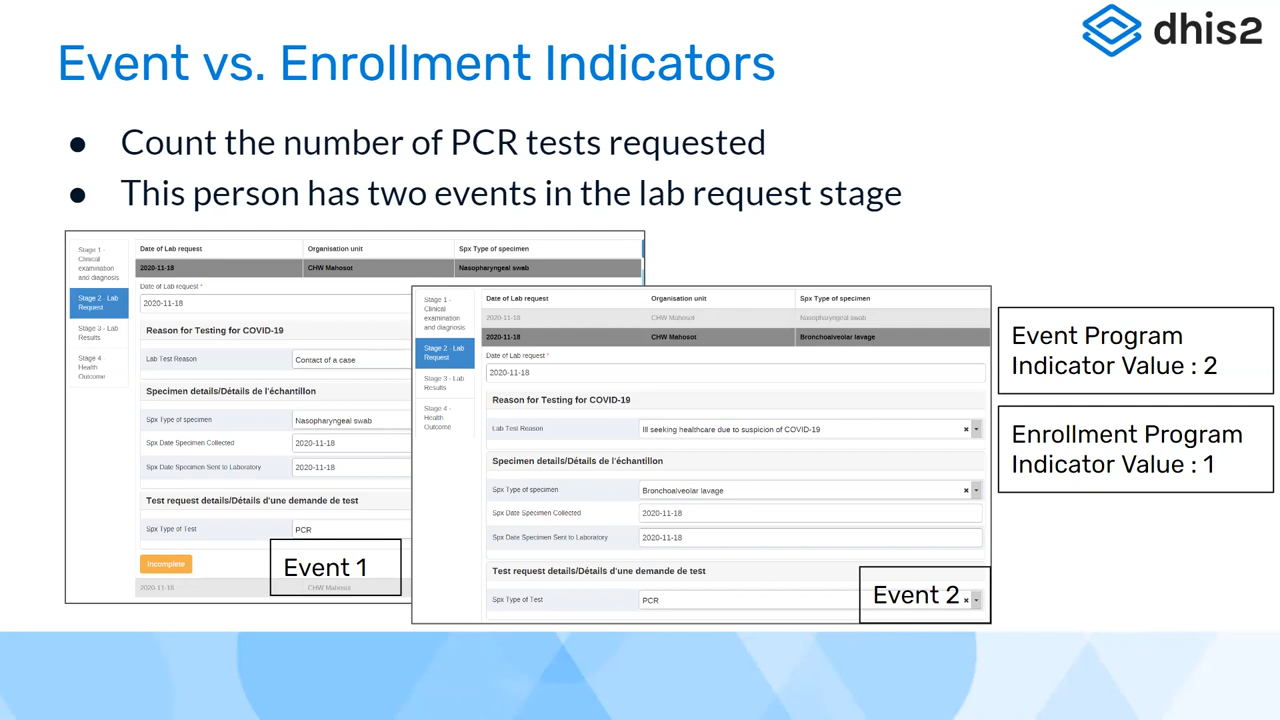 dhis2
Event vs. Enrollment Indicators
● Count the number of PCR tests requested
● This person has two events in the lab request stage
Stage 1 -
Clinical
examination
and diagnosis
Stage 2 - Lab
Request
Stage 3 - Lab
Results
Stage 4 -
Health
Outcome
Date of Lab request Organisation unit Spx Type of specimen
2020-11-18 CHW Mahosot Nasopharyngeal swab
Date of Lab request *
2020-11-18
Reason for Testing for COVID-19
Lab Test Reason Contact of a case
Specimen details/Détails de l'échantillon
Spx Type of specimen Nasopharyngeal swab
Spx Date Specimen Collected 2020-11-18
Spx Date Specimen Sent to Laboratory 2020-11-18
Test request details/Détails d'une demande de test
Spx Type of Test PCR
Incomplete
2020-11-18 CHW Mahosot
Event 1
Stage 1 -
Clinical
examination
and diagnosis
Stage 2 - Lab
Request
Stage 3 - Lab
Results
Stage 4 -
Health
Outcome
Date of Lab request Organisation unit Spx Type of specimen
2020-11-18 CHW Mahosot Nasopharyngeal swab
2020-11-18 CHW Mahosot Bronchoalveolar lavage
Date of Lab request *
2020-11-18
Reason for Testing for COVID-19
Lab Test Reason Ill seeking healthcare due to suspicion of COVID-19
Specimen details/Détails de l'échantillon
Spx Type of specimen Bronchoalveolar lavage
Spx Date Specimen Collected 2020-11-18
Spx Date Specimen Sent to Laboratory 2020-11-18
Test request details/Détails d'une demande de test
Spx Type of Test PCR
Event 2
Event Program
Indicator Value : 2
Enrollment Program
Indicator Value : 1